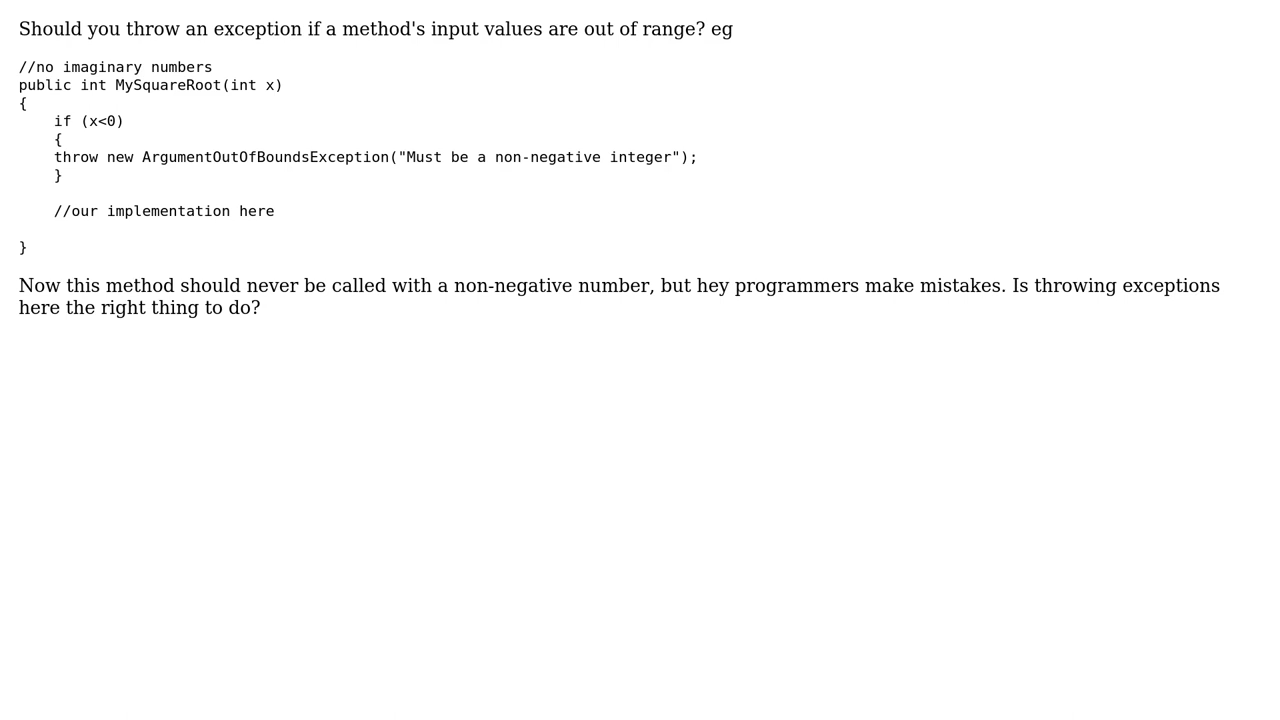 Should you throw an exception if a method's input values are out of range? eg
//no imaginary numbers
public int MySquareRoot(int x)
{
    if (x<0)
    {
    throw new ArgumentOutOfBoundsException("Must be a non-negative integer");
    }
    //our implementation here
}
Now this method should never be called with a non-negative number, but hey programmers make mistakes. Is throwing exceptions
here the right thing to do?